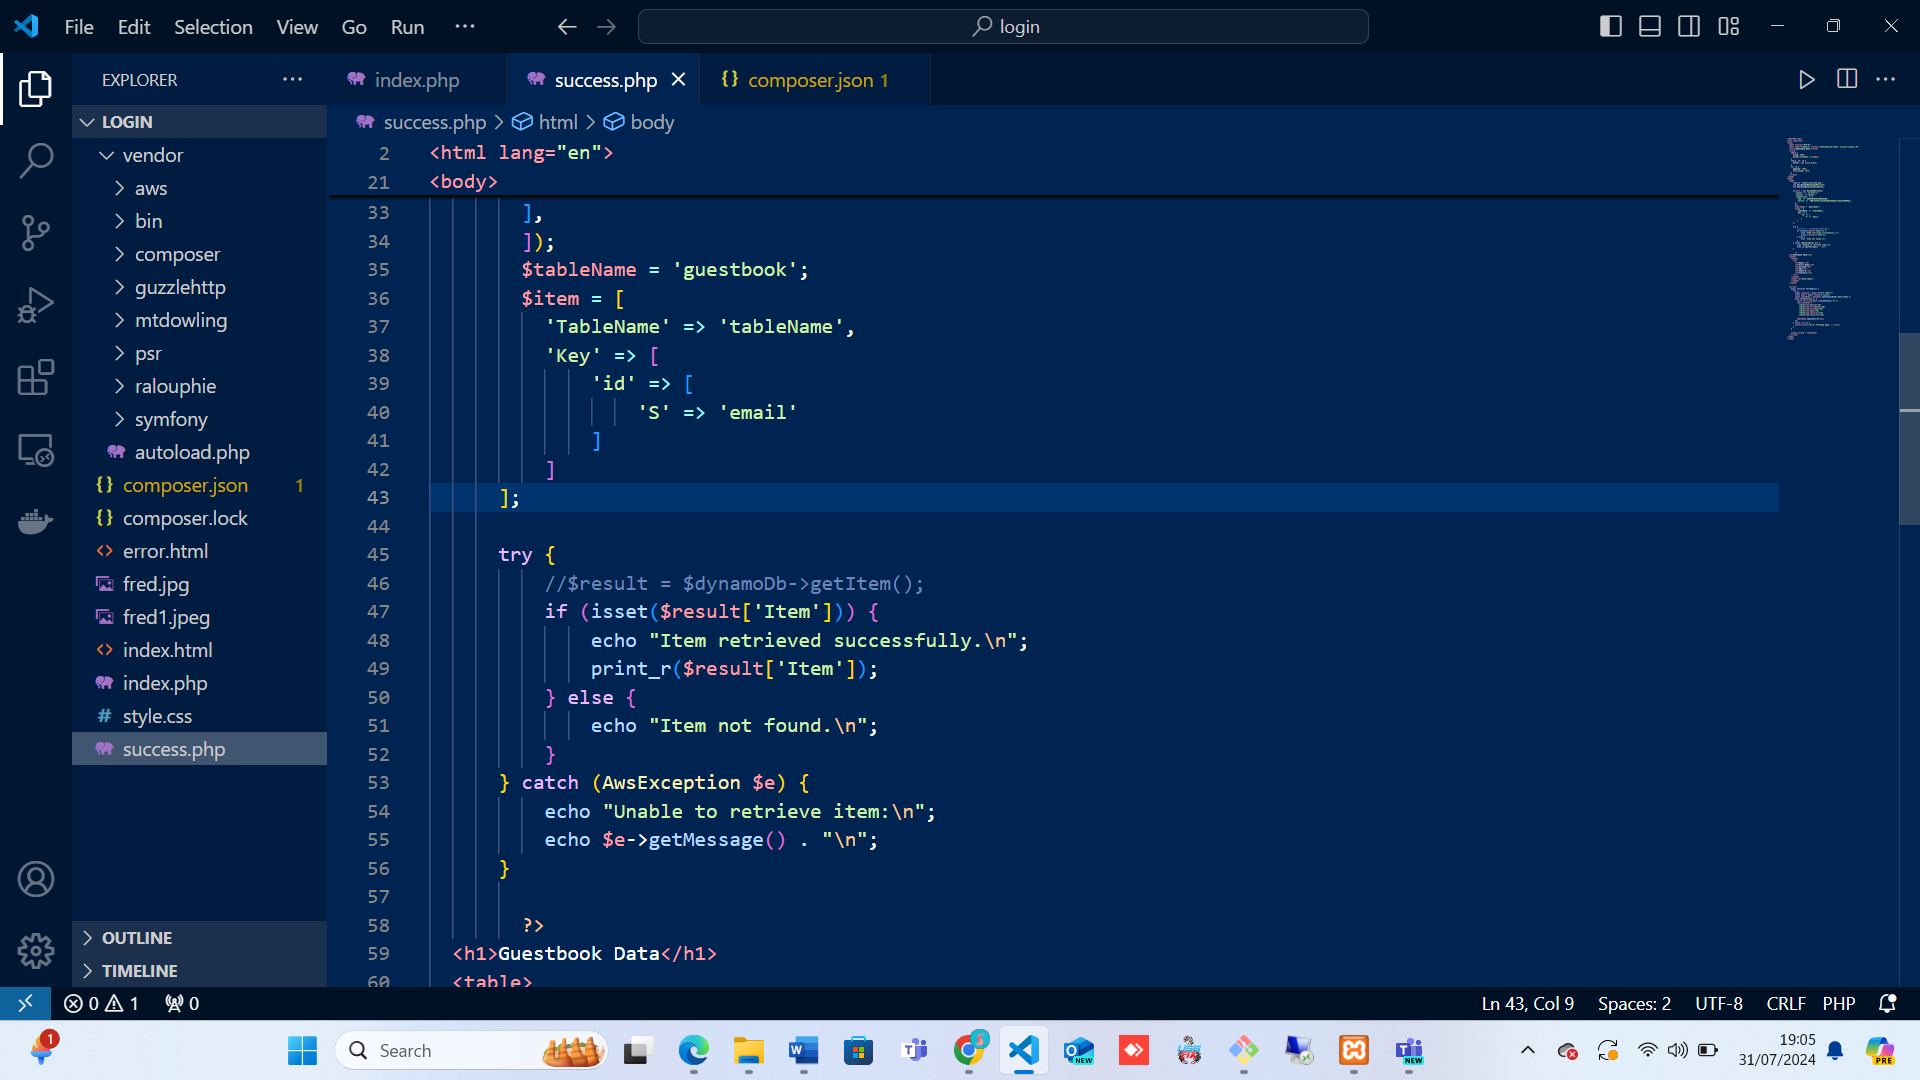 File Edit Selection View Go Run ···
login
EXPLORER ···
index.php
success.php
composer.json 1
LOGIN
success.php > html > body
vendor
aws
bin
composer
guzzlehttp
mtdowling
psr
ralouphie
symfony
autoload.php
composer.json 1
composer.lock
error.html
fred.jpg
fred1.jpeg
index.html
index.php
style.css
success.php
OUTLINE
TIMELINE
2 <html lang="en">
21 <body>
33 ],
34 ]);
35 $tableName = 'guestbook';
36 $item = [
37 'TableName' => 'tableName',
38 'Key' => [
39 'id' => [
40 'S' => 'email'
41 ]
42 ]
43 ];
44
45 try {
46 //$result = $dynamoDb->getItem();
47 if (isset($result['Item'])) {
48 echo "Item retrieved successfully.\n";
49 print_r($result['Item']);
50 } else {
51 echo "Item not found.\n";
52 }
53 } catch (AwsException $e) {
54 echo "Unable to retrieve item:\n";
55 echo $e->getMessage() . "\n";
56 }
57
58 ?>
59 <h1>Guestbook Data</h1>
60 <table>
0 1 0
Ln 43, Col 9 Spaces: 2 UTF-8 CRLF PHP
1
Search
NEW
NEW
19:05
31/07/2024
PRE